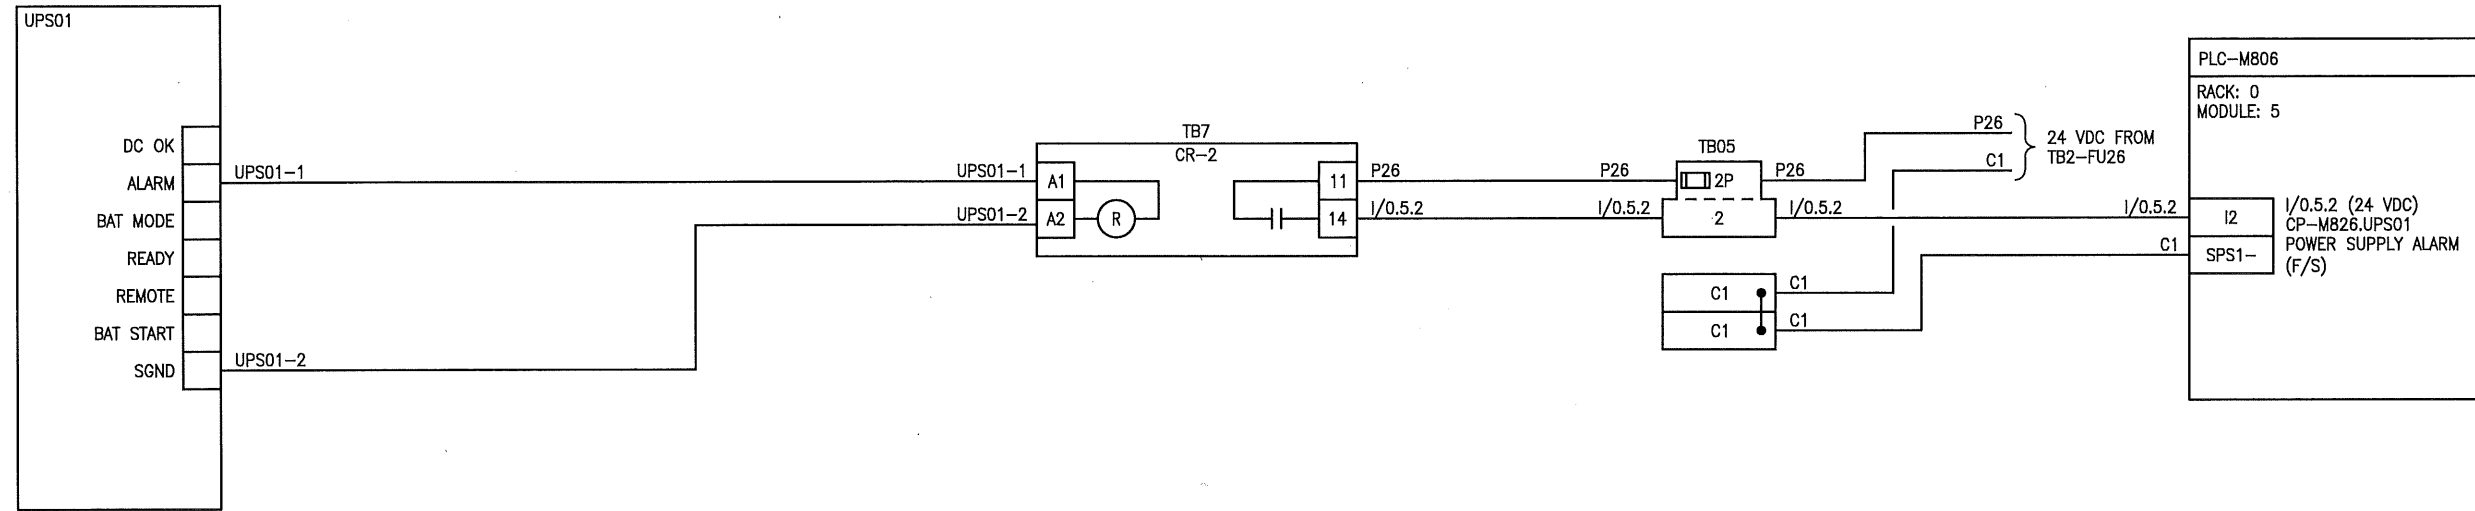 UPS01
DC OK
ALARM
BAT MODE
READY
REMOTE
BAT START
SGND
UPS01-1
UPS01-2
UPS01-1
UPS01-2
TB7
CR-2
A1
A2
R
11
14
P26
I/0.5.2
P26
I/0.5.2
TB05
2P
2
P26
I/0.5.2
C1
C1
C1
C1
P26
C1
24 VDC FROM
TB2-FU26
I/0.5.2
C1
PLC-M806
RACK: 0
MODULE: 5
I2
SPS1-
I/0.5.2 (24 VDC)
CP-M826.UPS01
POWER SUPPLY ALARM
(F/S)